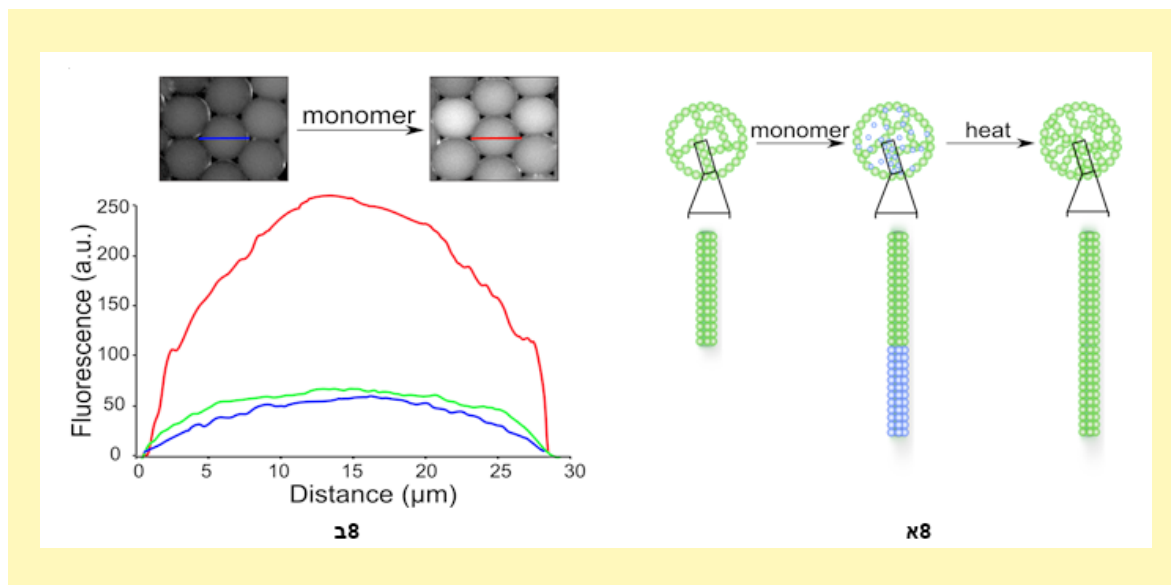 monomer
250
200
150
100
50
0
Fluorescence (a.u.)
0 5 10 15 20 25 30
Distance (µm)
8ב
monomer heat
8א